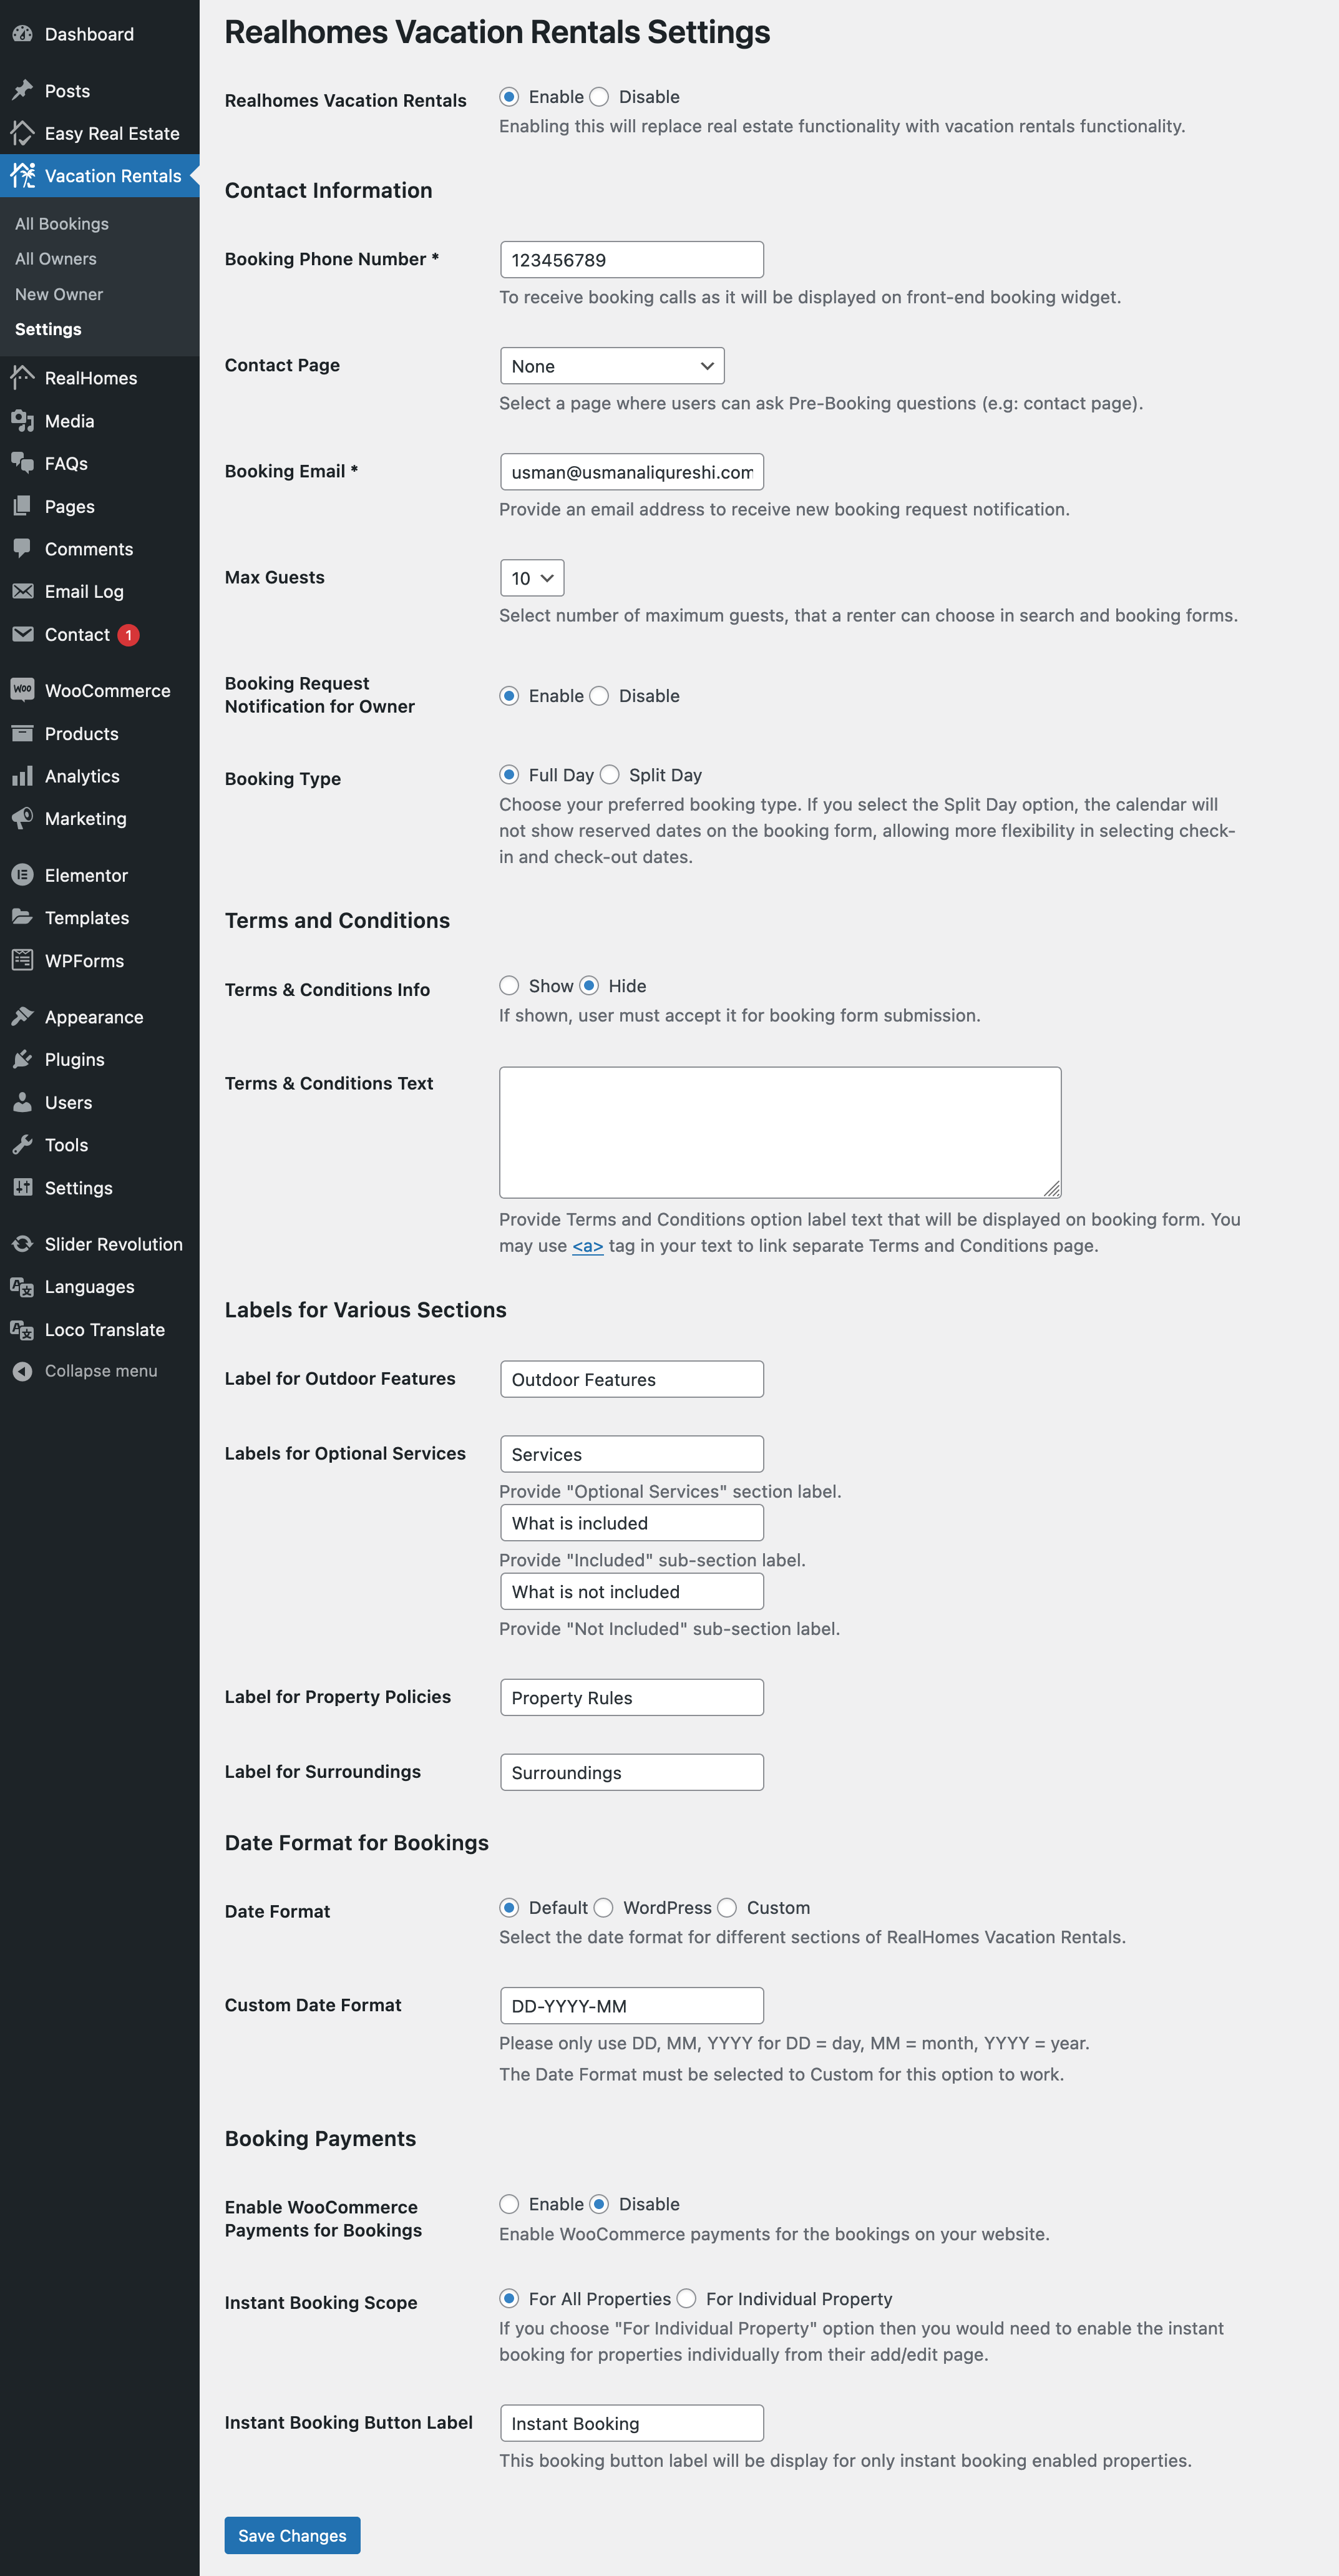 Dashboard
Posts
Easy Real Estate
Vacation Rentals
All Bookings
All Owners
New Owner
Settings
RealHomes
Media
FAQs
Pages
Comments
Email Log
Contact 1
WOO WooCommerce
Products
Analytics
Marketing
Elementor
Templates
WPForms
Appearance
Plugins
Users
Tools
Settings
Slider Revolution
Languages
Loco Translate
Collapse menu
Realhomes Vacation Rentals Settings
Realhomes Vacation Rentals
Enable Disable
Enabling this will replace real estate functionality with vacation rentals functionality.
Contact Information
Booking Phone Number *
123456789
To receive booking calls as it will be displayed on front-end booking widget.
Contact Page
None
Select a page where users can ask Pre-Booking questions (e.g: contact page).
Booking Email *
usman@usmanaliqureshi.com
Provide an email address to receive new booking request notification.
Max Guests
10
Select number of maximum guests, that a renter can choose in search and booking forms.
Booking Request
Notification for Owner
Enable Disable
Booking Type
Full Day Split Day
Choose your preferred booking type. If you select the Split Day option, the calendar will
not show reserved dates on the booking form, allowing more flexibility in selecting check-
in and check-out dates.
Terms and Conditions
Terms & Conditions Info
Show Hide
If shown, user must accept it for booking form submission.
Terms & Conditions Text
Provide Terms and Conditions option label text that will be displayed on booking form. You
may use <a> tag in your text to link separate Terms and Conditions page.
Labels for Various Sections
Label for Outdoor Features
Outdoor Features
Labels for Optional Services
Services
Provide "Optional Services" section label.
What is included
Provide "Included" sub-section label.
What is not included
Provide "Not Included" sub-section label.
Label for Property Policies
Property Rules
Label for Surroundings
Surroundings
Date Format for Bookings
Date Format
Default WordPress Custom
Select the date format for different sections of RealHomes Vacation Rentals.
Custom Date Format
DD-YYYY-MM
Please only use DD, MM, YYYY for DD = day, MM = month, YYYY = year.
The Date Format must be selected to Custom for this option to work.
Booking Payments
Enable WooCommerce
Payments for Bookings
Enable Disable
Enable WooCommerce payments for the bookings on your website.
Instant Booking Scope
For All Properties For Individual Property
If you choose "For Individual Property" option then you would need to enable the instant
booking for properties individually from their add/edit page.
Instant Booking Button Label
Instant Booking
This booking button label will be display for only instant booking enabled properties.
Save Changes